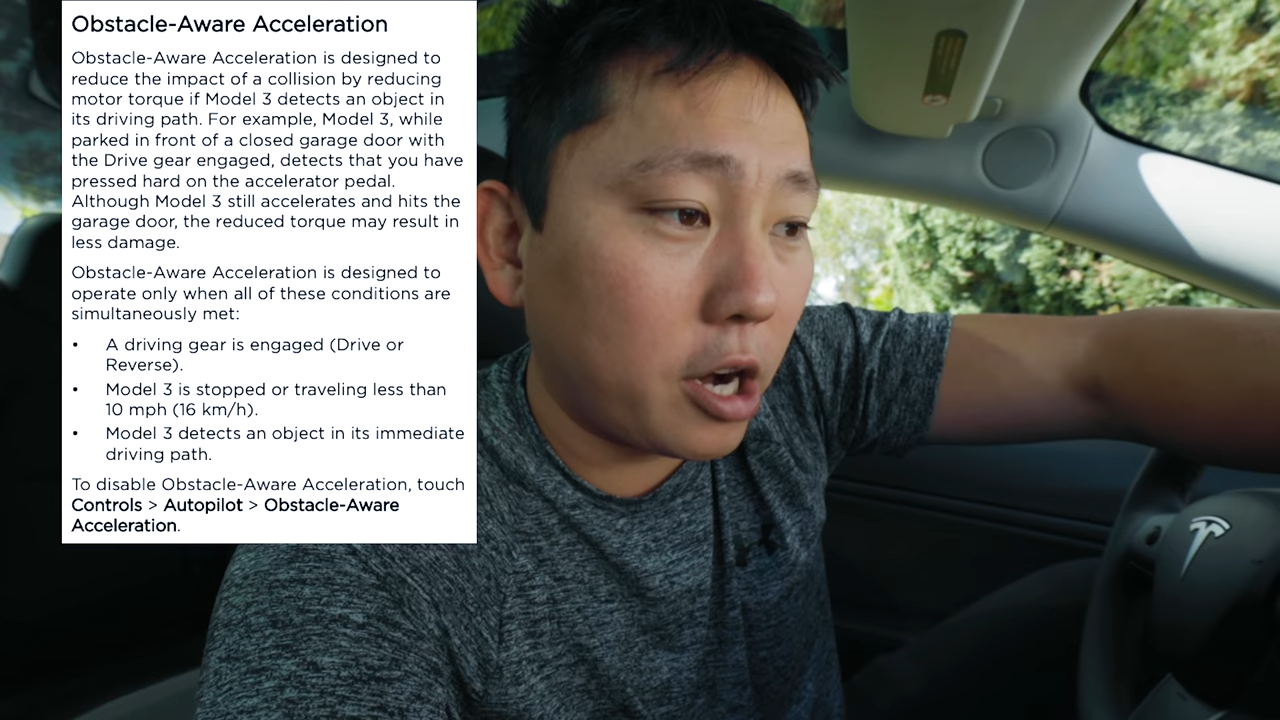 Obstacle-Aware Acceleration
Obstacle-Aware Acceleration is designed to
reduce the impact of a collision by reducing
motor torque if Model 3 detects an object in
its driving path. For example, Model 3, while
parked in front of a closed garage door with
the Drive gear engaged, detects that you have
pressed hard on the accelerator pedal.
Although Model 3 still accelerates and hits the
garage door, the reduced torque may result in
less damage.
Obstacle-Aware Acceleration is designed to
operate only when all of these conditions are
simultaneously met:
• A driving gear is engaged (Drive or
Reverse).
• Model 3 is stopped or traveling less than
10 mph (16 km/h).
• Model 3 detects an object in its immediate
driving path.
To disable Obstacle-Aware Acceleration, touch
Controls > Autopilot > Obstacle-Aware
Acceleration.